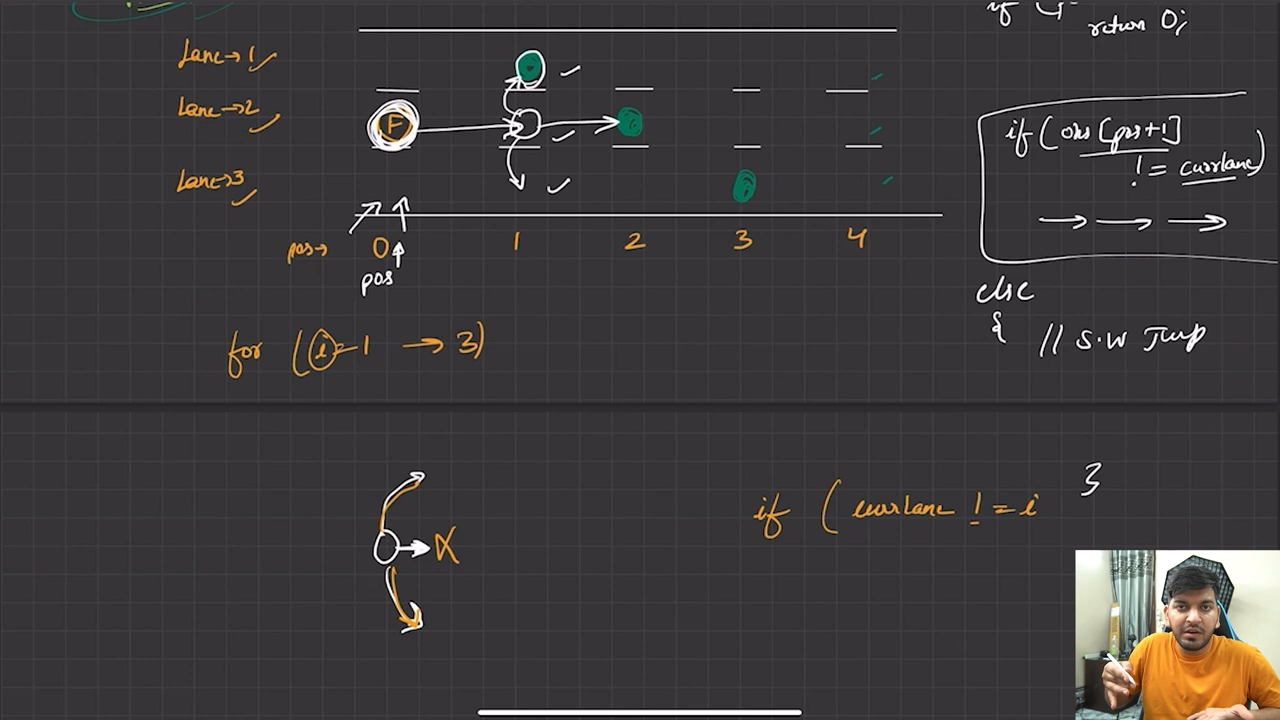 return 0;
Lane→1
Lane→2
Lane→3
F
if (obs[pos+1]
!= currlane)
pos→ 0 1 2 3 4
pos
else
{ // S.W Jump
for (i=1 → 3)
}
if (currlane != i